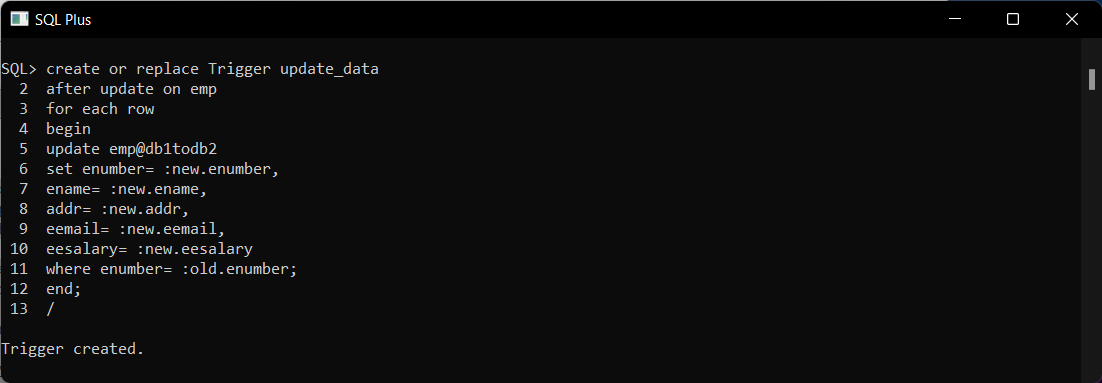 SQL Plus
SQL> create or replace Trigger update_data
2 after update on emp
3 for each row
4 begin
5 update emp@db1todb2
6 set enumber= :new.enumber,
7 ename= :new.ename,
8 addr= :new.addr,
9 eemail= :new.eemail,
10 eesalary= :new.eesalary
11 where enumber= :old.enumber;
12 end;
13 /
Trigger created.